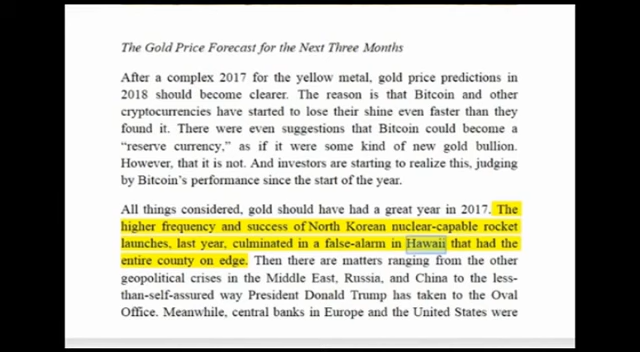 The Gold Price Forecast for the Next Three Months
After a complex 2017 for the yellow metal, gold price predictions in
2018 should become clearer. The reason is that Bitcoin and other
cryptocurrencies have started to lose their shine even faster than they
found it. There were even suggestions that Bitcoin could become a
“reserve currency,” as if it were some kind of new gold bullion.
However, that it is not. And investors are starting to realize this, judging
by Bitcoin’s performance since the start of the year.
All things considered, gold should have had a great year in 2017. The
higher frequency and success of North Korean nuclear-capable rocket
launches, last year, culminated in a false-alarm in Hawaii that had the
entire county on edge. Then there are matters ranging from the other
geopolitical crises in the Middle East, Russia, and China to the less-
than-self-assured way President Donald Trump has taken to the Oval
Office. Meanwhile, central banks in Europe and the United States were